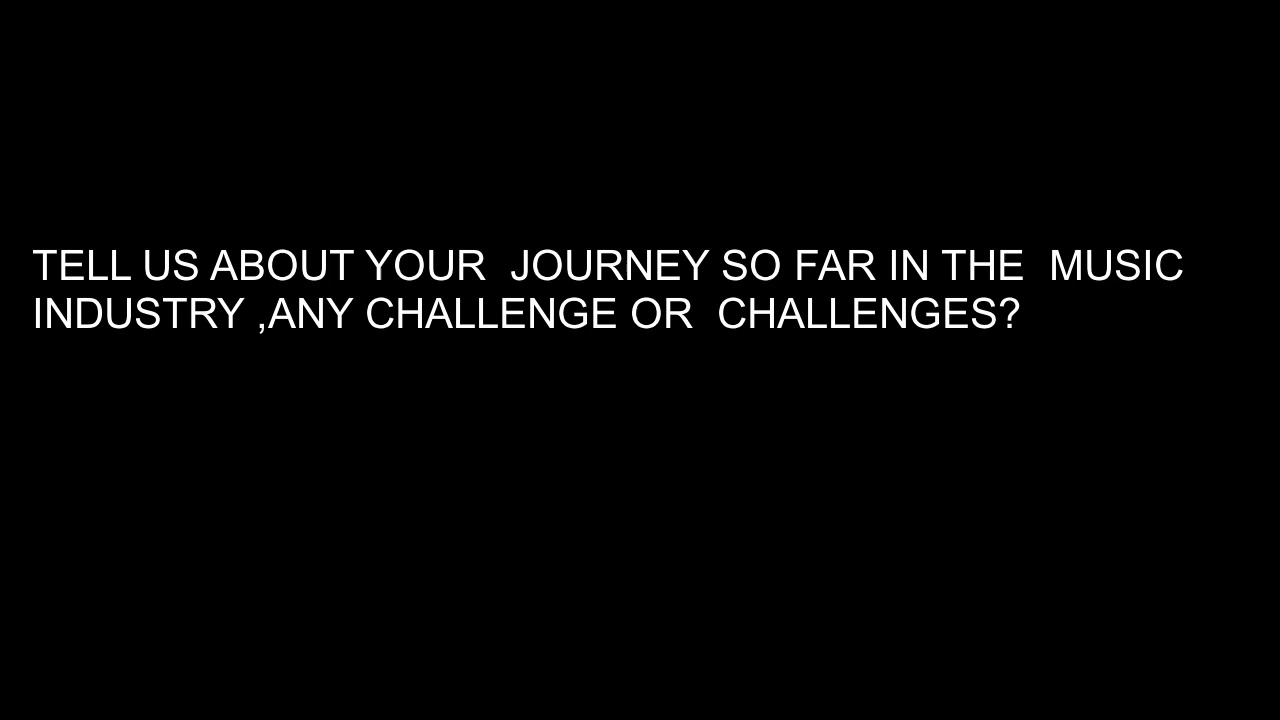 TELL US ABOUT YOUR  JOURNEY SO FAR IN THE  MUSIC
INDUSTRY ,ANY CHALLENGE OR  CHALLENGES?